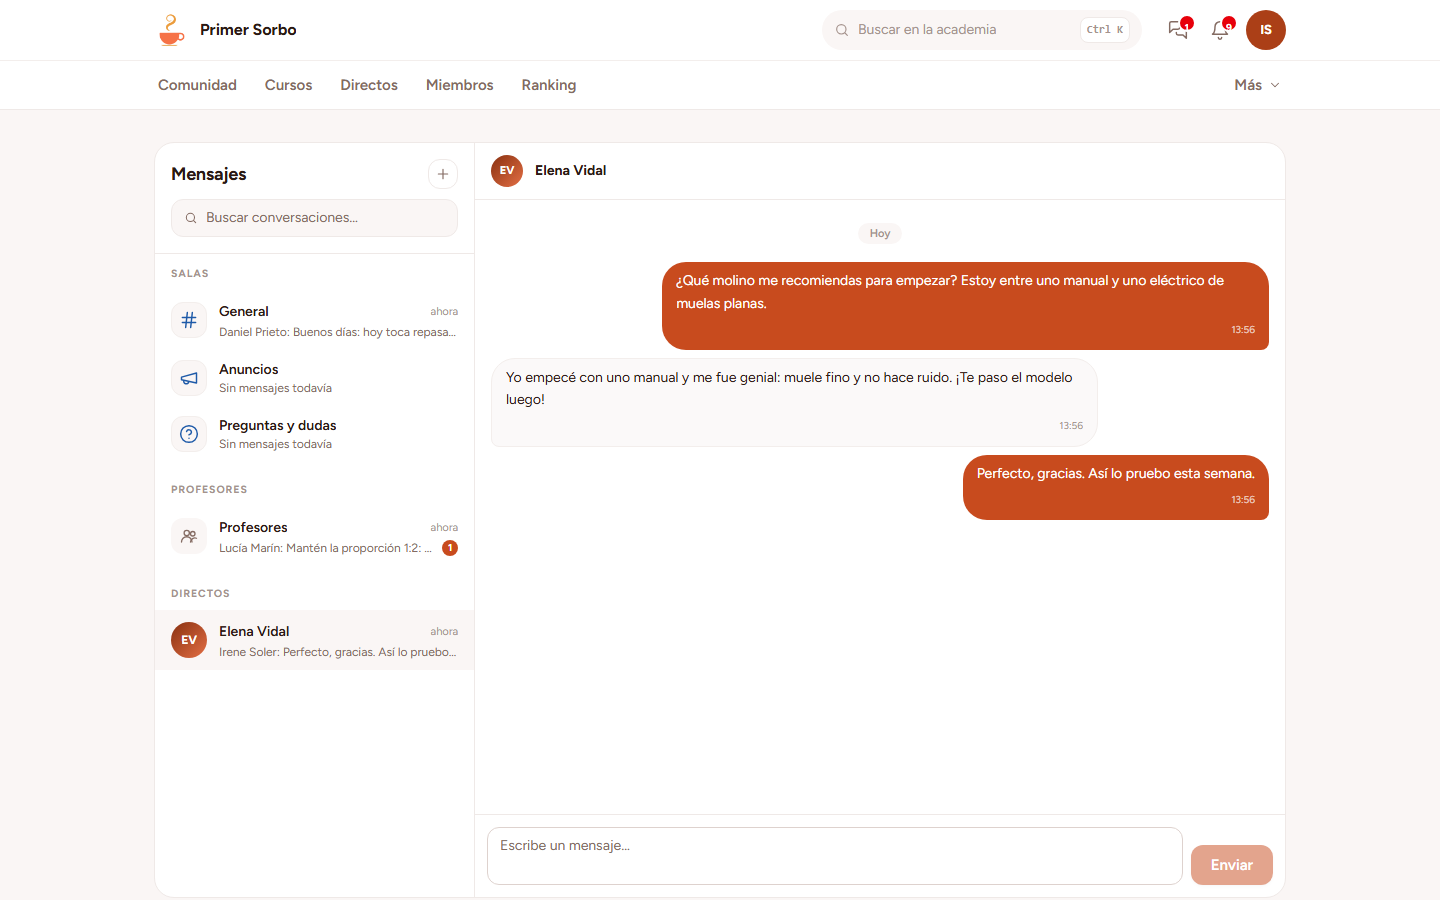 Primer Sorbo
Buscar en la academia
Ctrl K
1
9
IS
Comunidad
Cursos
Directos
Miembros
Ranking
Más
Mensajes
Buscar conversaciones...
SALAS
General
ahora
Daniel Prieto: Buenos días: hoy toca repasa...
Anuncios
Sin mensajes todavía
Preguntas y dudas
Sin mensajes todavía
PROFESORES
Profesores
ahora
Lucía Marín: Mantén la proporción 1:2: ...
1
DIRECTOS
EV
Elena Vidal
ahora
Irene Soler: Perfecto, gracias. Así lo pruebo...
EV
Elena Vidal
Hoy
¿Qué molino me recomiendas para empezar? Estoy entre uno manual y uno eléctrico de
muelas planas.
13:56
Yo empecé con uno manual y me fue genial: muele fino y no hace ruido. ¡Te paso el modelo
luego!
13:56
Perfecto, gracias. Así lo pruebo esta semana.
13:56
Escribe un mensaje...
Enviar